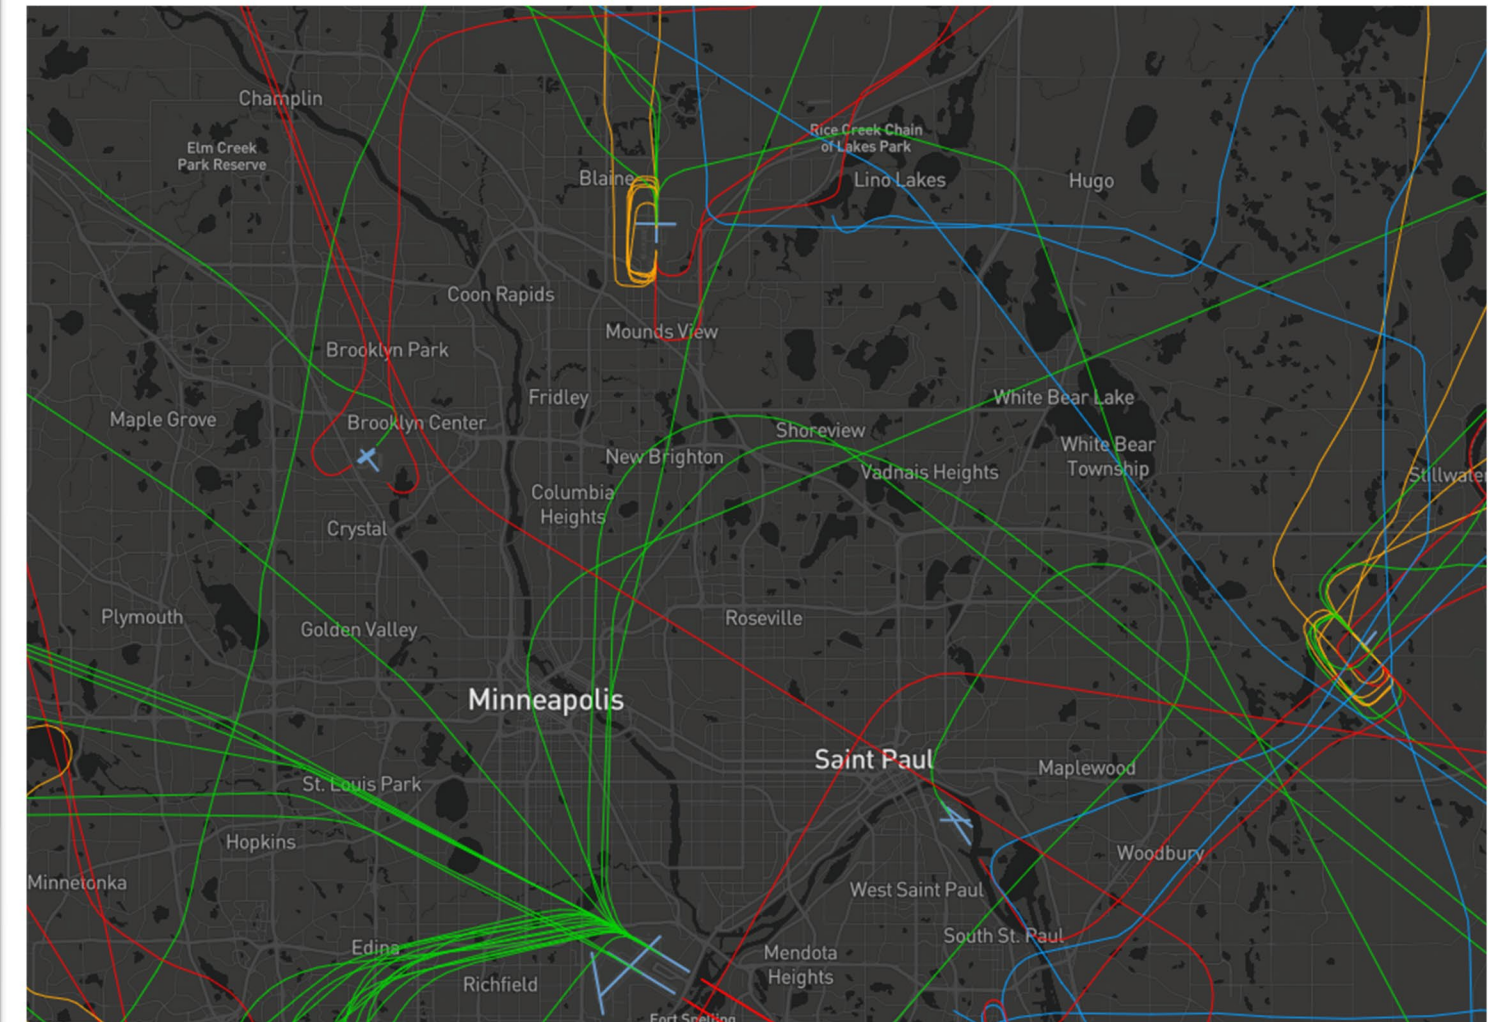 Champlin
Rice Creek Chain
of Lakes Park
Elm Creek
Park Reserve
Blaine
Lino Lakes
Hugo
Coon Rapids
Mounds View
Brooklyn Park
Fridley
White Bear Lake
Maple Grove
Brooklyn Center
Shoreview
White Bear
Township
New Brighton
Vadnais Heights
Stillwater
Columbia
Heights
Crystal
Plymouth
Roseville
Golden Valley
Minneapolis
Saint Paul
Maplewood
St. Louis Park
Hopkins
Woodbury
Minnetonka
West Saint Paul
South St. Paul
Edina
Mendota
Heights
Richfield
Fort Snelling